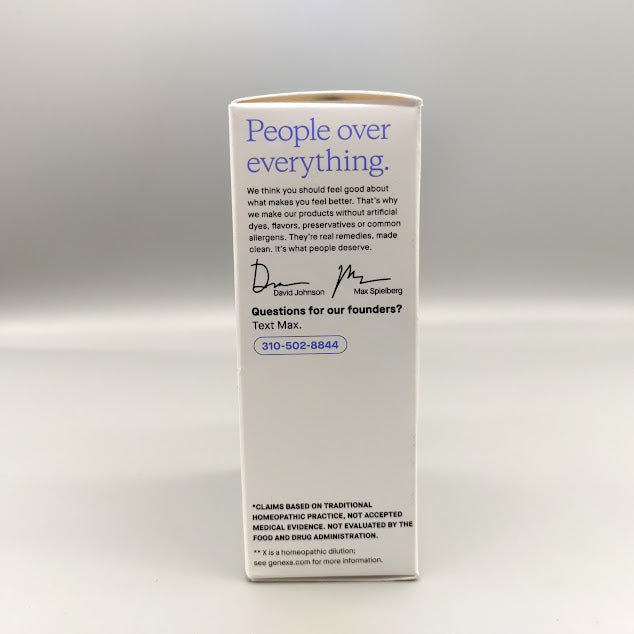 People over
everything.
We think you should feel good about
what makes you feel better. That's why
we make our products without artificial
dyes, flavors, preservatives or common
allergens. They're real remedies, made
clean. It's what people deserve.
David Johnson Max Spielberg
Questions for our founders?
Text Max.
310-502-8844
*CLAIMS BASED ON TRADITIONAL
HOMEOPATHIC PRACTICE, NOT ACCEPTED
MEDICAL EVIDENCE. NOT EVALUATED BY THE
FOOD AND DRUG ADMINISTRATION.
** X is a homeopathic dilution;
see genexa.com for more information.